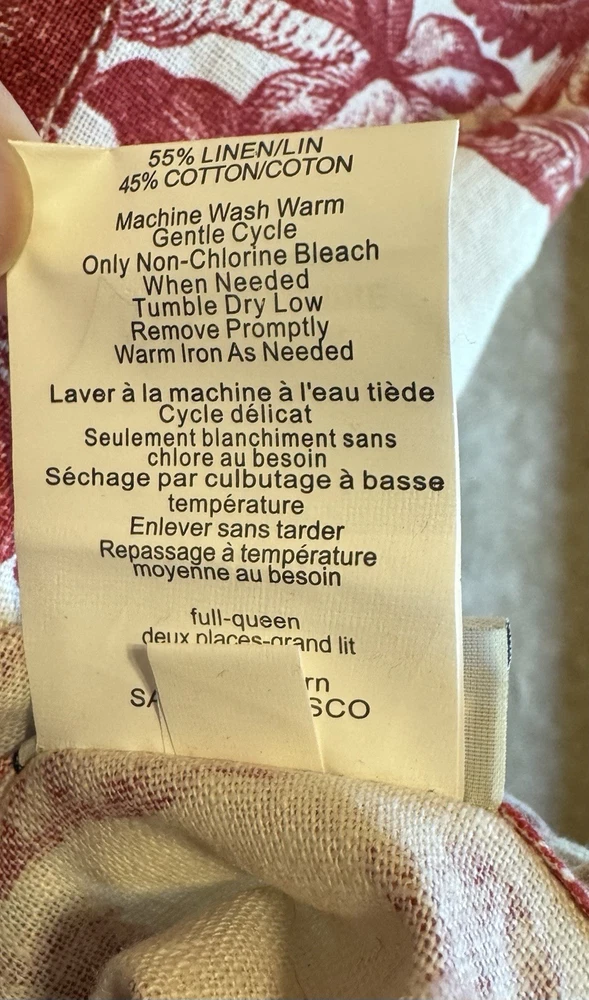 55% LINEN/LIN
45% COTTON/COTON
Machine Wash Warm
Gentle Cycle
Only Non-Chlorine Bleach
When Needed
Tumble Dry Low
Remove Promptly
Warm Iron As Needed
Laver à la machine à l'eau tiède
Cycle délicat
Seulement blanchiment sans
chlore au besoin
Séchage par culbutage à basse
température
Enlever sans tarder
Repassage à température
moyenne au besoin
full-queen
deux places-grand lit